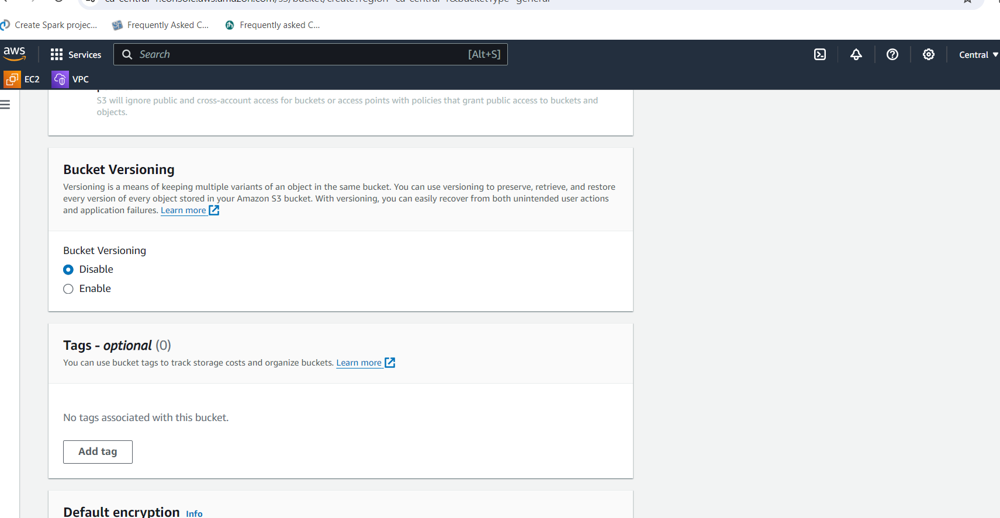 Create Spark projec... Frequently Asked C... Frequently asked C...
aws Services Search [Alt+S] Central
EC2 VPC
S3 will ignore public and cross-account access for buckets or access points with policies that grant public access to buckets and
objects.
Bucket Versioning
Versioning is a means of keeping multiple variants of an object in the same bucket. You can use versioning to preserve, retrieve, and restore
every version of every object stored in your Amazon S3 bucket. With versioning, you can easily recover from both unintended user actions
and application failures. Learn more
Bucket Versioning
Disable
Enable
Tags - optional (0)
You can use bucket tags to track storage costs and organize buckets. Learn more
No tags associated with this bucket.
Add tag
Default encryption Info